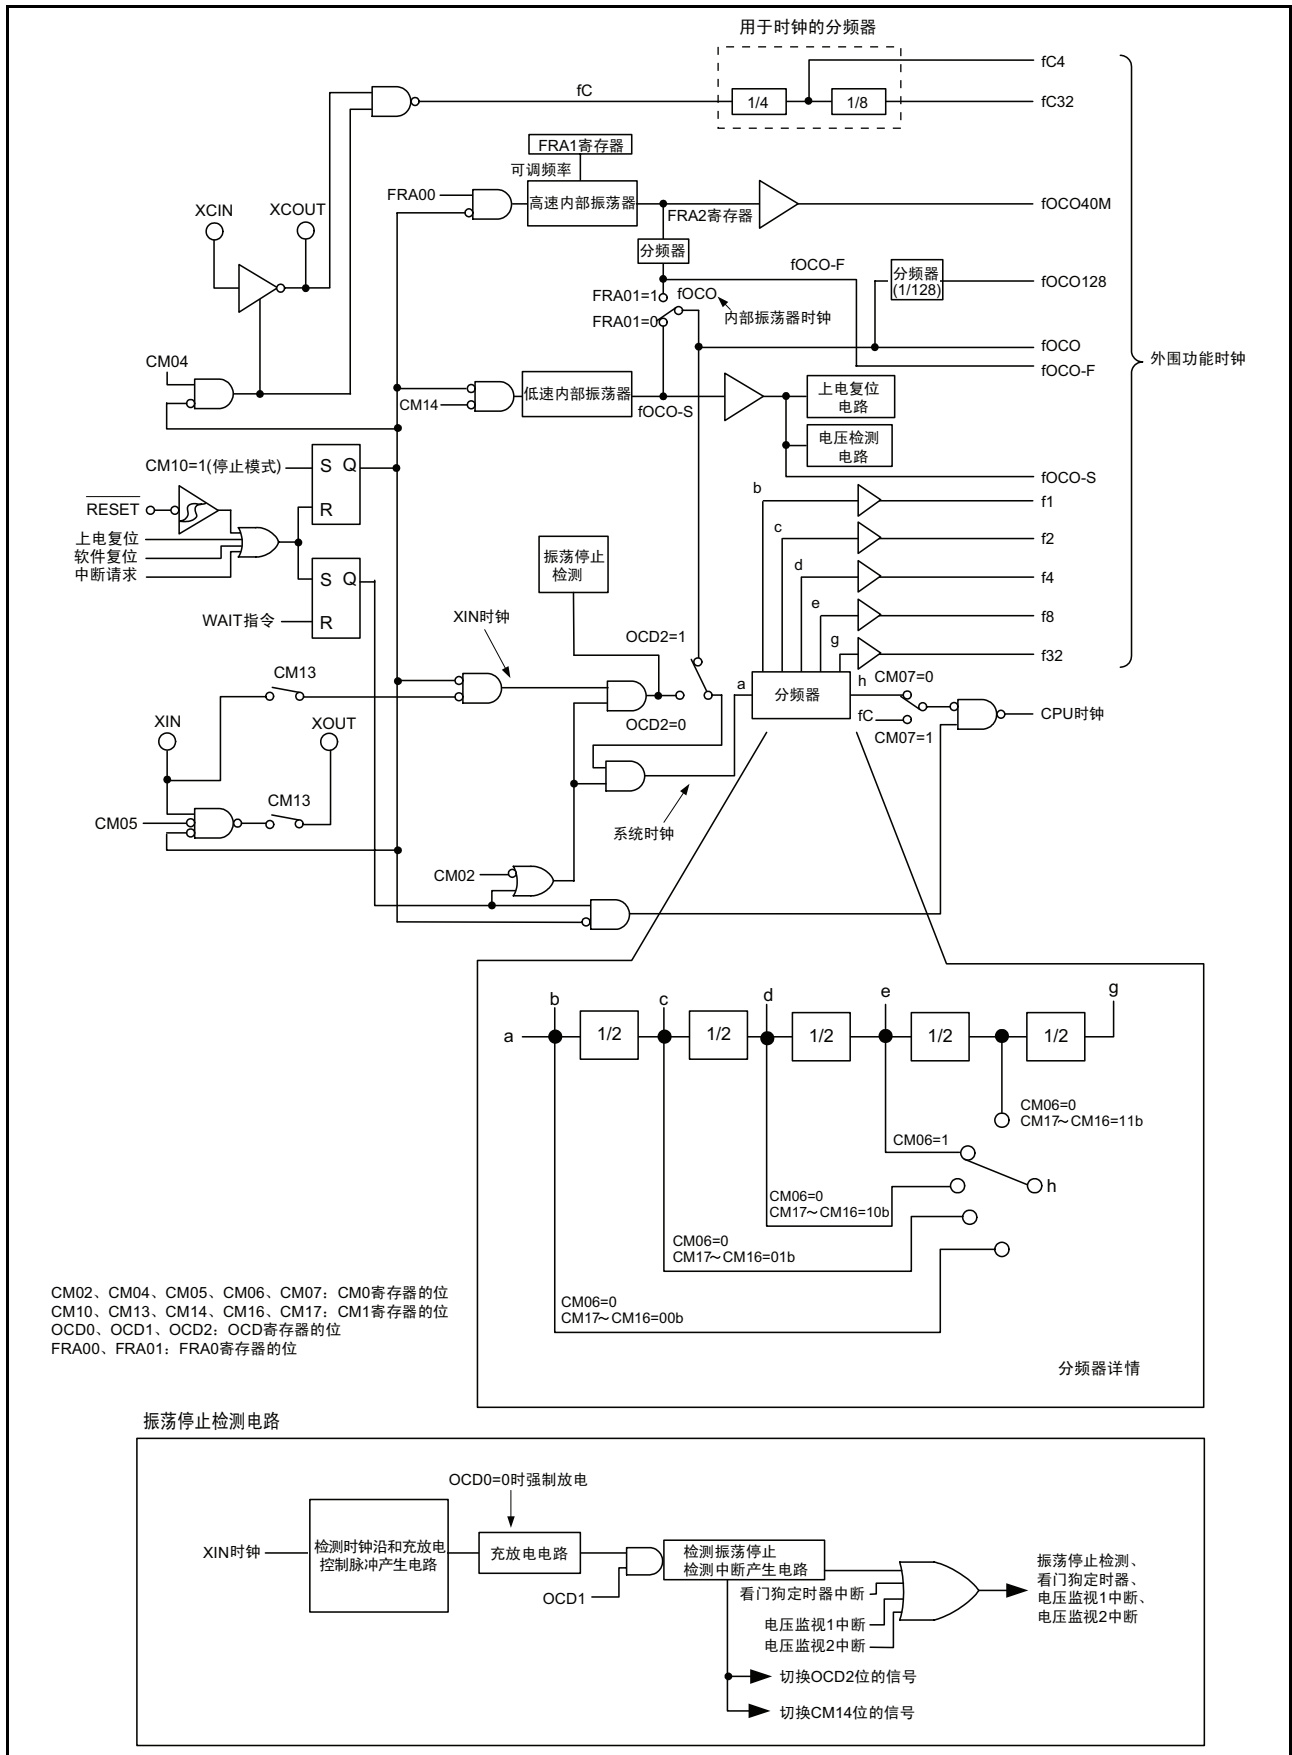 用于时钟的分频器
fC4
fC
1/4
1/8
fC32
FRA1寄存器
可调频率
FRA00
高速内部振荡器
FRA2寄存器
fOCO40M
XCIN
XCOUT
分频器
fOCO-F
分频器
(1/128)
fOCO128
FRA01=1
fOCO
FRA01=0
内部振荡器时钟
fOCO
外围功能时钟
fOCO-F
CM04
CM14
低速内部振荡器
fOCO-S
上电复位
电路
电压检测
电路
fOCO-S
CM10=1(停止模式)
S Q
R
RESET
上电复位
软件复位
中断请求
S Q
R
WAIT指令
b
f1
c
f2
d
f4
e
f8
g
f32
振荡停止
检测
XIN时钟
OCD2=1
OCD2=0
CM13
a
分频器
h
CM07=0
fC
CM07=1
CPU时钟
XIN
XOUT
CM13
CM05
系统时钟
CM02
a
b
1/2
c
1/2
d
1/2
e
1/2
1/2
g
CM06=0
CM17～CM16=11b
CM06=1
h
CM06=0
CM17～CM16=10b
CM06=0
CM17～CM16=01b
CM06=0
CM17～CM16=00b
分频器详情
CM02、CM04、CM05、CM06、CM07：CM0寄存器的位
CM10、CM13、CM14、CM16、CM17：CM1寄存器的位
OCD0、OCD1、OCD2：OCD寄存器的位
FRA00、FRA01：FRA0寄存器的位
振荡停止检测电路
OCD0=0时强制放电
XIN时钟
检测时钟沿和充放电
控制脉冲产生电路
充放电电路
OCD1
检测振荡停止
检测中断产生电路
看门狗定时器中断
电压监视1中断
电压监视2中断
振荡停止检测、
看门狗定时器、
电压监视1中断、
电压监视2中断
切换OCD2位的信号
切换CM14位的信号